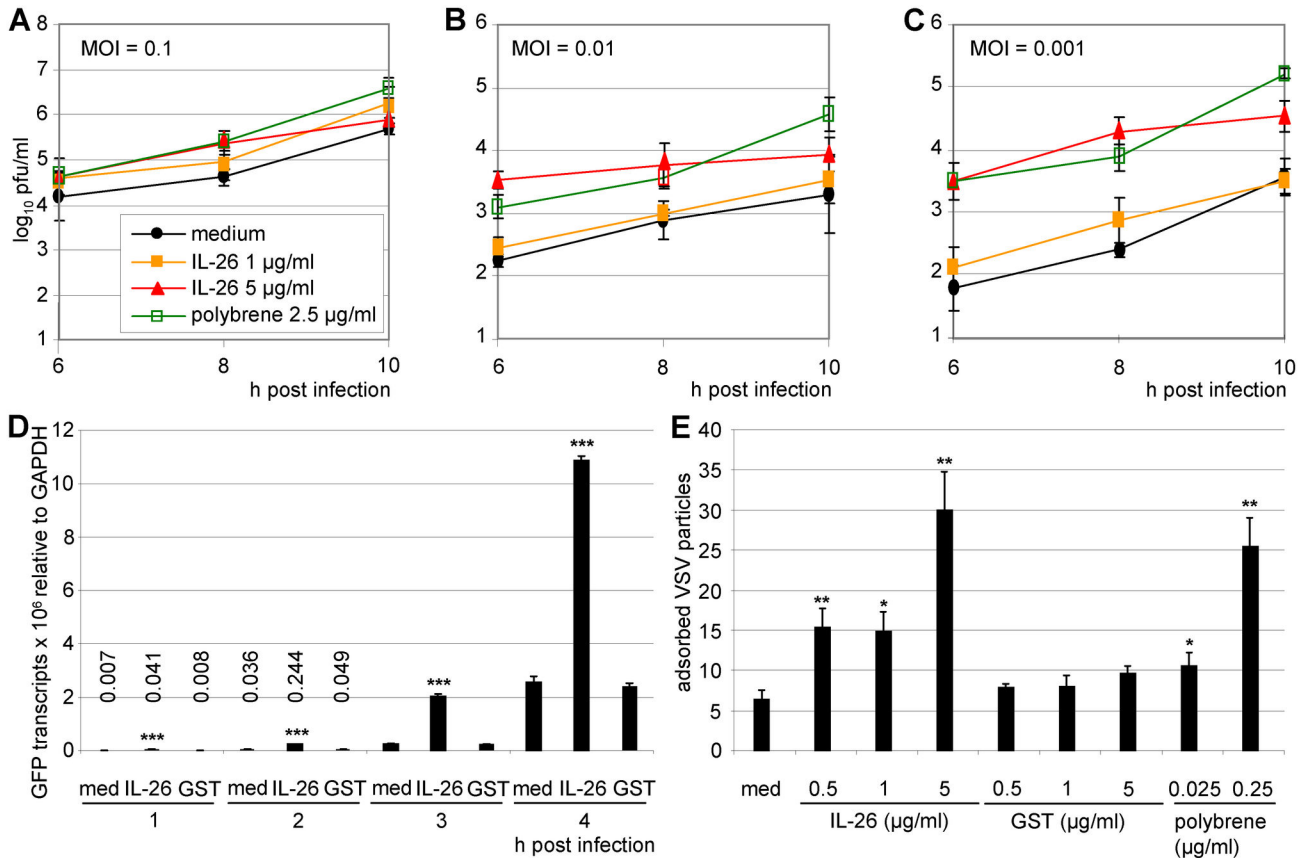 A
MOI = 0.1
8
7
6
5
4
3
2
1
log10 pfu/ml
medium
IL-26 1 µg/ml
IL-26 5 µg/ml
polybrene 2.5 µg/ml
6 8 10
h post infection
B
MOI = 0.01
6
5
4
3
2
1
6 8 10
h post infection
C
MOI = 0.001
6
5
4
3
2
1
6 8 10
h post infection
D
GFP transcripts x 10⁶ relative to GAPDH
12
10
8
6
4
2
0
0.007 0.041 0.008 0.036 0.244 0.049
*** *** *** ***
med IL-26 GST med IL-26 GST med IL-26 GST med IL-26 GST
1 2 3 4
h post infection
E
adsorbed VSV particles
40
35
30
25
20
15
10
5
0
** * ** * **
med 0.5 1 5 0.5 1 5 0.025 0.25
IL-26 (µg/ml) GST (µg/ml) polybrene
(µg/ml)